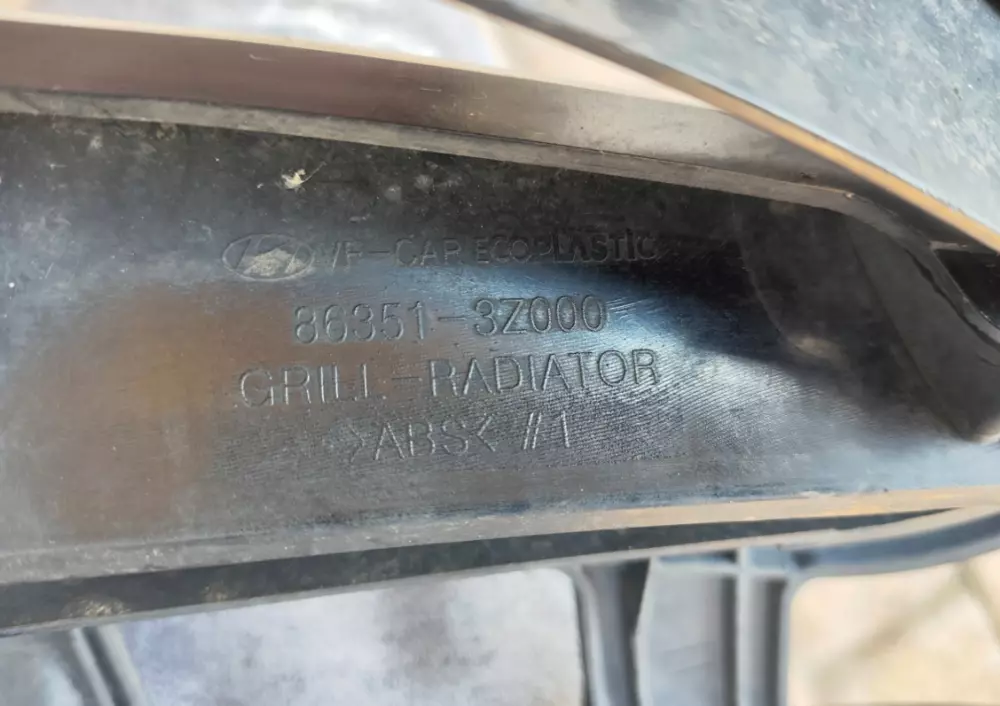 VF-CAR ECOPLASTIC
86351-3Z000
GRILL-RADIATOR
>ABS< #1